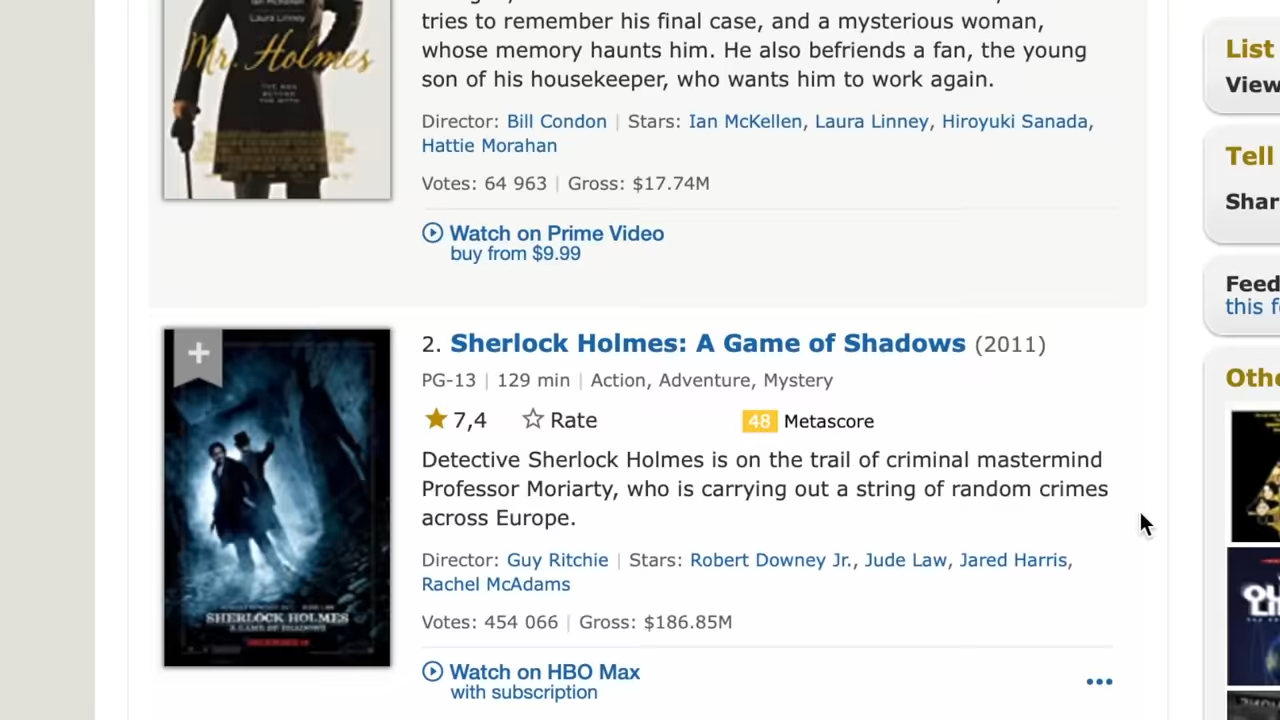 Laura Linney
Mr. Holmes
THE MAN
BEYOND
THE MYTH
tries to remember his final case, and a mysterious woman,
whose memory haunts him. He also befriends a fan, the young
son of his housekeeper, who wants him to work again.
Director: Bill Condon | Stars: Ian McKellen, Laura Linney, Hiroyuki Sanada,
Hattie Morahan
Votes: 64 963 | Gross: $17.74M
Watch on Prime Video
buy from $9.99
2. Sherlock Holmes: A Game of Shadows (2011)
PG-13 | 129 min | Action, Adventure, Mystery
7,4 Rate 48 Metascore
Detective Sherlock Holmes is on the trail of criminal mastermind
Professor Moriarty, who is carrying out a string of random crimes
across Europe.
Director: Guy Ritchie | Stars: Robert Downey Jr., Jude Law, Jared Harris,
Rachel McAdams
Votes: 454 066 | Gross: $186.85M
Watch on HBO Max
with subscription
SHERLOCK HOLMES
A GAME OF SHADOWS
List
View
Tell
Shar
Feed
this f
Othe